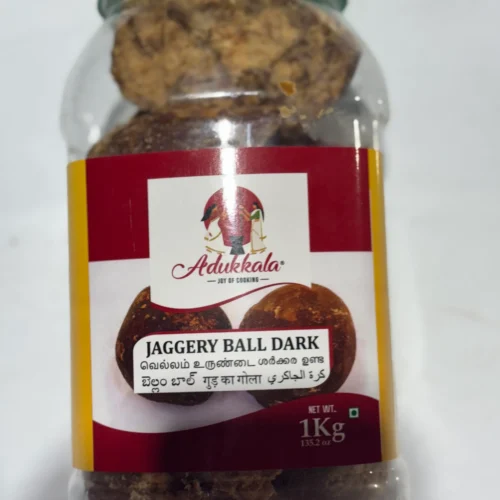 Adukkala®
JOY OF COOKING
JAGGERY BALL DARK
வெல்லம் உருண்டை ശർക്കര ഉണ്ട
బెల్లం బాల్ गुड़ का गोला كرة الجاكري
NET WT.
1Kg
135.2 oz